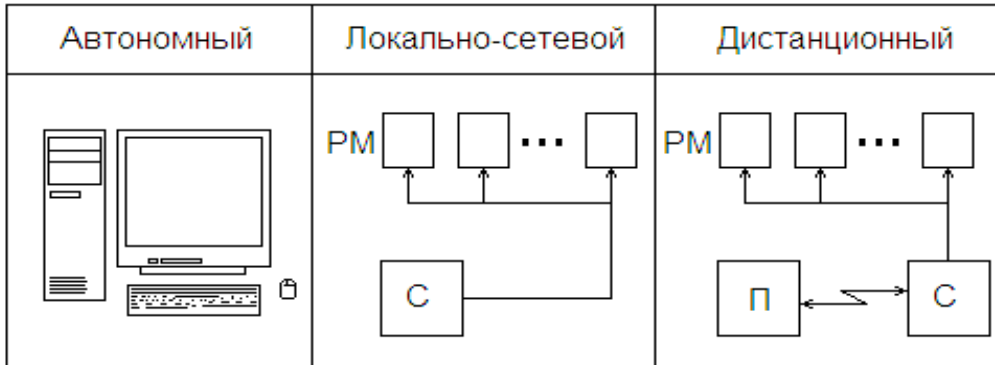 Автономный
Локально-сетевой
Дистанционный
РМ
...
С
РМ
...
П
С